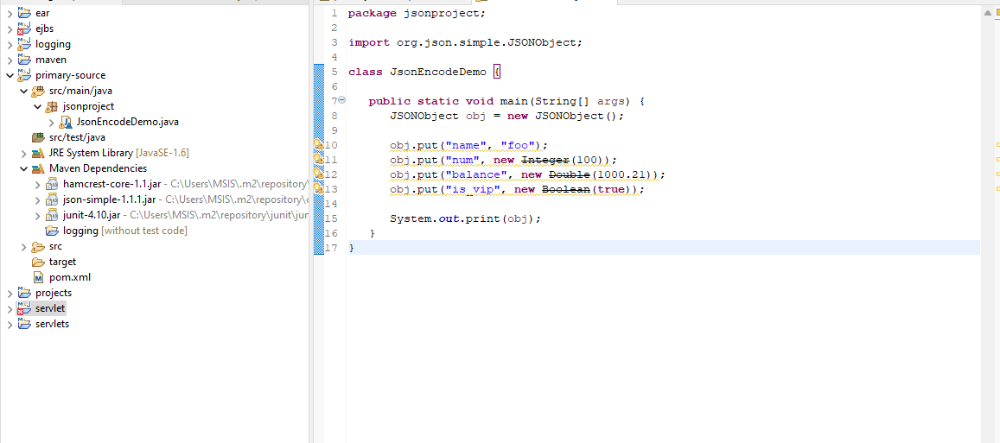 ear
ejbs
logging
maven
primary-source
src/main/java
jsonproject
JsonEncodeDemo.java
src/test/java
JRE System Library [JavaSE-1.6]
Maven Dependencies
hamcrest-core-1.1.jar - C:\Users\MSIS\.m2\repository\
json-simple-1.1.1.jar - C:\Users\MSIS\.m2\repository\
junit-4.10.jar - C:\Users\MSIS\.m2\repository\junit\jun
logging [without test code]
src
target
pom.xml
projects
servlet
servlets
1 package jsonproject;
2
3 import org.json.simple.JSONObject;
4
5 class JsonEncodeDemo {
6
7 public static void main(String[] args) {
8 JSONObject obj = new JSONObject();
9
10 obj.put("name", "foo");
11 obj.put("num", new Integer(100));
12 obj.put("balance", new Double(1000.21));
13 obj.put("is_vip", new Boolean(true));
14
15 System.out.print(obj);
16 }
17 }